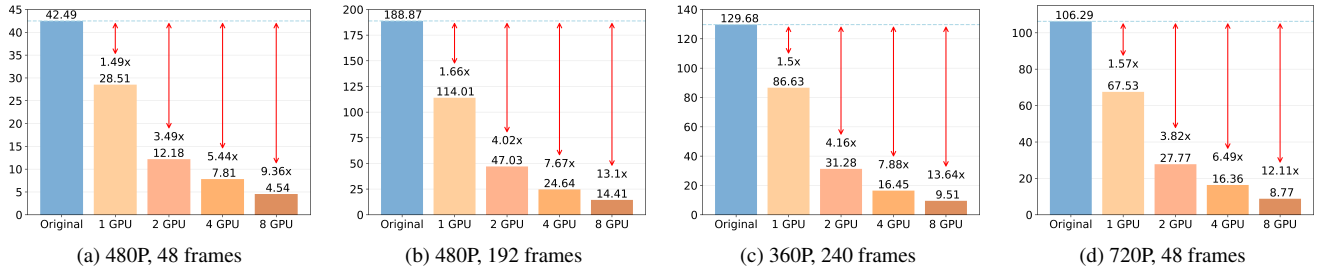 45
40
35
30
25
20
15
10
5
0
42.49
1.49x
28.51
3.49x
12.18
5.44x
7.81
9.36x
4.54
Original 1 GPU 2 GPU 4 GPU 8 GPU
(a) 480P, 48 frames
200
175
150
125
100
75
50
25
0
188.87
1.66x
114.01
4.02x
47.03
7.67x
24.64
13.1x
14.41
Original 1 GPU 2 GPU 4 GPU 8 GPU
(b) 480P, 192 frames
140
120
100
80
60
40
20
0
129.68
1.5x
86.63
4.16x
31.28
7.88x
16.45
13.64x
9.51
Original 1 GPU 2 GPU 4 GPU 8 GPU
(c) 360P, 240 frames
100
80
60
40
20
0
106.29
1.57x
67.53
3.82x
27.77
6.49x
16.36
12.11x
8.77
Original 1 GPU 2 GPU 4 GPU 8 GPU
(d) 720P, 48 frames